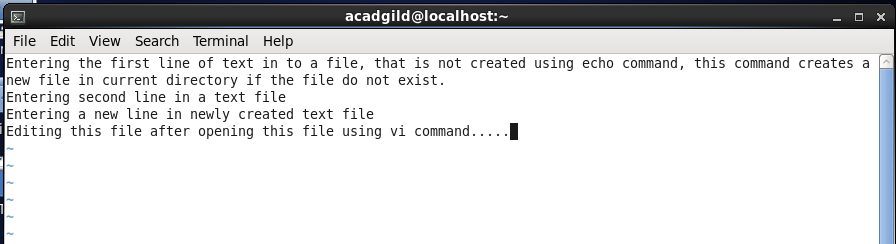 acadgild@localhost:~
File Edit View Search Terminal Help
Entering the first line of text in to a file, that is not created using echo command, this command creates a
new file in current directory if the file do not exist.
Entering second line in a text file
Entering a new line in newly created text file
Editing this file after opening this file using vi command.....
~
~
~
~
~
~